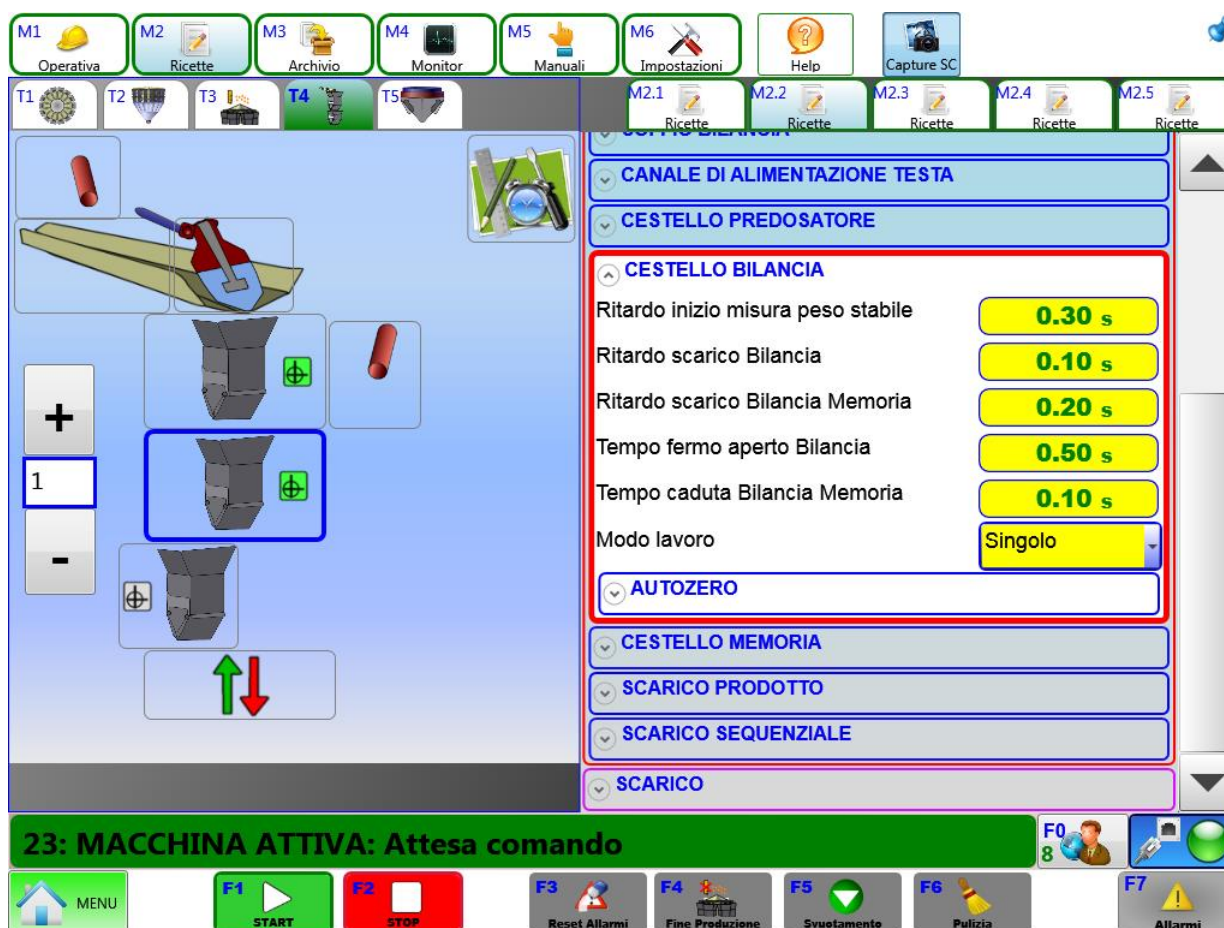 M1
Operativa
M2
Ricette
M3
Archivio
M4
Monitor
M5
Manuali
M6
Impostazioni
Help
Capture SC
T1
T2
T3
T4
T5
M2.1
Ricette
M2.2
Ricette
M2.3
Ricette
M2.4
Ricette
M2.5
Ricette
CANALE DI ALIMENTAZIONE TESTA
CESTELLO PREDOSATORE
CESTELLO BILANCIA
Ritardo inizio misura peso stabile 0.30 s
Ritardo scarico Bilancia 0.10 s
Ritardo scarico Bilancia Memoria 0.20 s
Tempo fermo aperto Bilancia 0.50 s
Tempo caduta Bilancia Memoria 0.10 s
Modo lavoro Singolo
AUTOZERO
CESTELLO MEMORIA
SCARICO PRODOTTO
SCARICO SEQUENZIALE
SCARICO
+
1
-
23: MACCHINA ATTIVA: Attesa comando
F0
8
MENU
F1
START
F2
STOP
F3
Reset Allarmi
F4
Fine Produzione
F5
Svuotamento
F6
Pulizia
F7
Allarmi